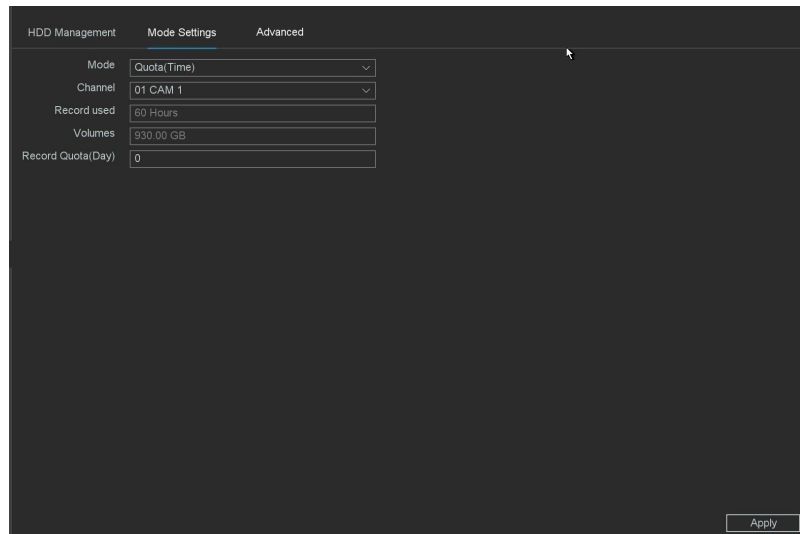 HDD Management Mode Settings Advanced
Mode Quota(Time)
Channel 01 CAM 1
Record used 60 Hours
Volumes 930.00 GB
Record Quota(Day) 0
Apply